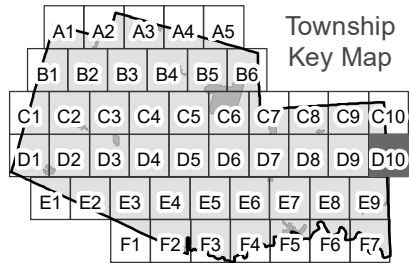 Township
Key Map
A1 A2 A3 A4 A5
B1 B2 B3 B4 B5 B6
C1 C2 C3 C4 C5 C6 C7 C8 C9 C10
D1 D2 D3 D4 D5 D6 D7 D8 D9 D10
E1 E2 E3 E4 E5 E6 E7 E8 E9
F1 F2 F3 F4 F5 F6 F7